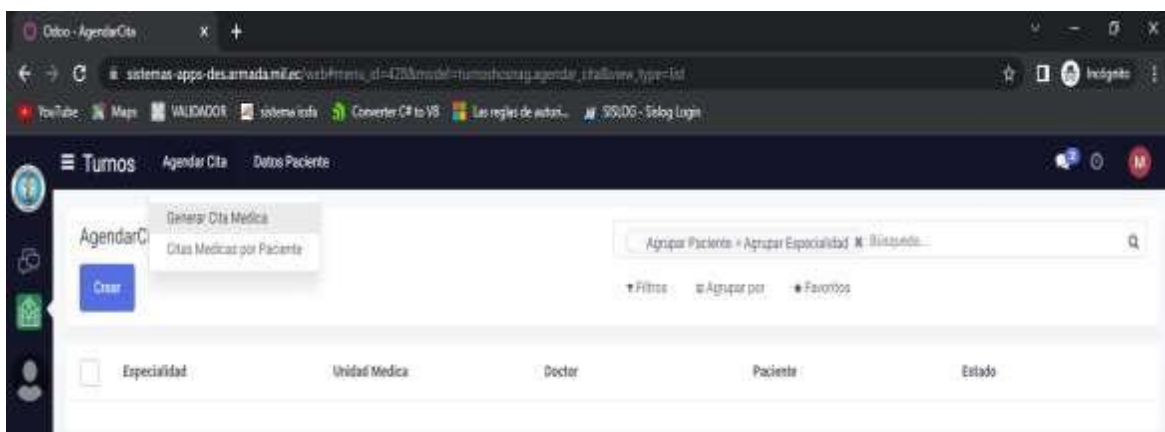 Odoo - AgendarCita
sistemas-apps-des.armada.mil.ec
Incógnito
YouTube Maps VALIDADOR sistema Converter C# to VB Las reglas de autori... SISLOG - Sislog Login
Turnos Agendar Cita Datos Paciente
2 M
Generar Cita Medica
Citas Medicas por Paciente
AgendarC
Agrupar Paciente > Agrupar Especialidad Búsqueda...
Crear
Filtros Agrupar por Favoritos
Especialidad Unidad Medica Doctor Paciente Estado